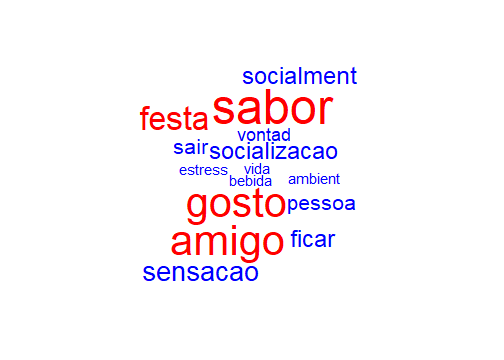 socialment
sabor
festa
vontad
sair
socializacao
estress
vida
bebida
ambient
gosto
pessoa
amigo
ficar
sensacao